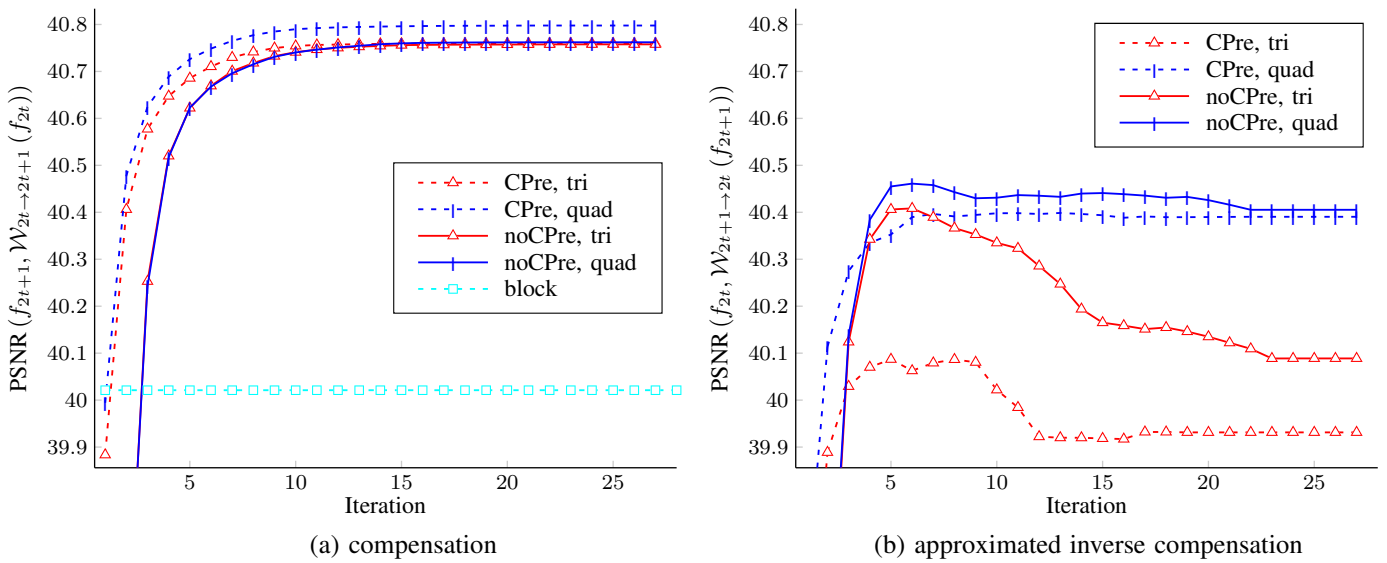 PSNR (f2t+1, W2t→2t+1 (f2t))
40.8
40.7
40.6
40.5
40.4
40.3
40.2
40.1
40
39.9
CPre, tri
CPre, quad
noCPre, tri
noCPre, quad
block
5 10 15 20 25
Iteration
(a) compensation
PSNR (f2t, W2t+1→2t (f2t+1))
40.8
40.7
40.6
40.5
40.4
40.3
40.2
40.1
40
39.9
CPre, tri
CPre, quad
noCPre, tri
noCPre, quad
5 10 15 20 25
Iteration
(b) approximated inverse compensation